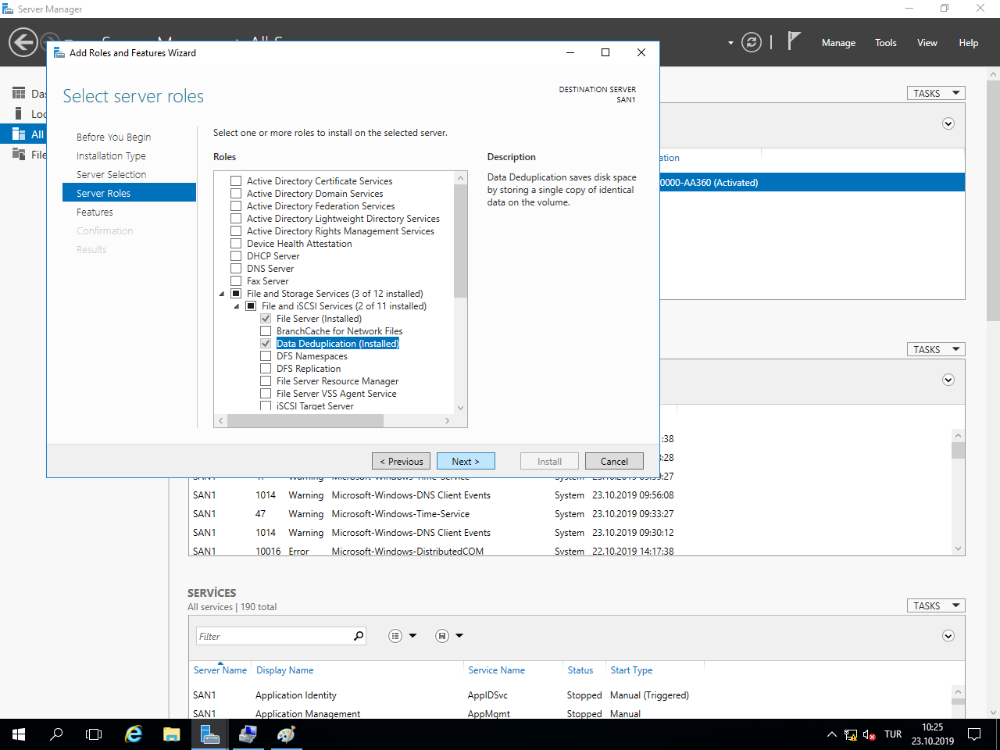 Server Manager
Manage
Tools
View
Help
Add Roles and Features Wizard
Select server roles
DESTINATION SERVER
SAN1
Before You Begin
Installation Type
Server Selection
Server Roles
Features
Confirmation
Results
Select one or more roles to install on the selected server.
Roles
Active Directory Certificate Services
Active Directory Domain Services
Active Directory Federation Services
Active Directory Lightweight Directory Services
Active Directory Rights Management Services
Device Health Attestation
DHCP Server
DNS Server
Fax Server
File and Storage Services (3 of 12 installed)
File and iSCSI Services (2 of 11 installed)
File Server (Installed)
BranchCache for Network Files
Data Deduplication (Installed)
DFS Namespaces
DFS Replication
File Server Resource Manager
File Server VSS Agent Service
iSCSI Target Server
Description
Data Deduplication saves disk space
by storing a single copy of identical
data on the volume.
< Previous
Next >
Install
Cancel
Das
Loc
All
File
TASKS
ation
0000-AA360 (Activated)
TASKS
:38
:28
System 23.10.2019 09:39:27
SAN1 1014 Warning Microsoft-Windows-DNS Client Events System 23.10.2019 09:56:08
SAN1 47 Warning Microsoft-Windows-Time-Service System 23.10.2019 09:33:27
SAN1 1014 Warning Microsoft-Windows-DNS Client Events System 23.10.2019 09:30:12
SAN1 10016 Error Microsoft-Windows-DistributedCOM System 22.10.2019 14:17:38
SERVİCES
All services | 190 total
TASKS
Filter
Server Name Display Name Service Name Status Start Type
SAN1 Application Identity AppIDSvc Stopped Manual (Triggered)
SAN1 Application Management AppMgmt Stopped Manual
TUR
10:25
23.10.2019